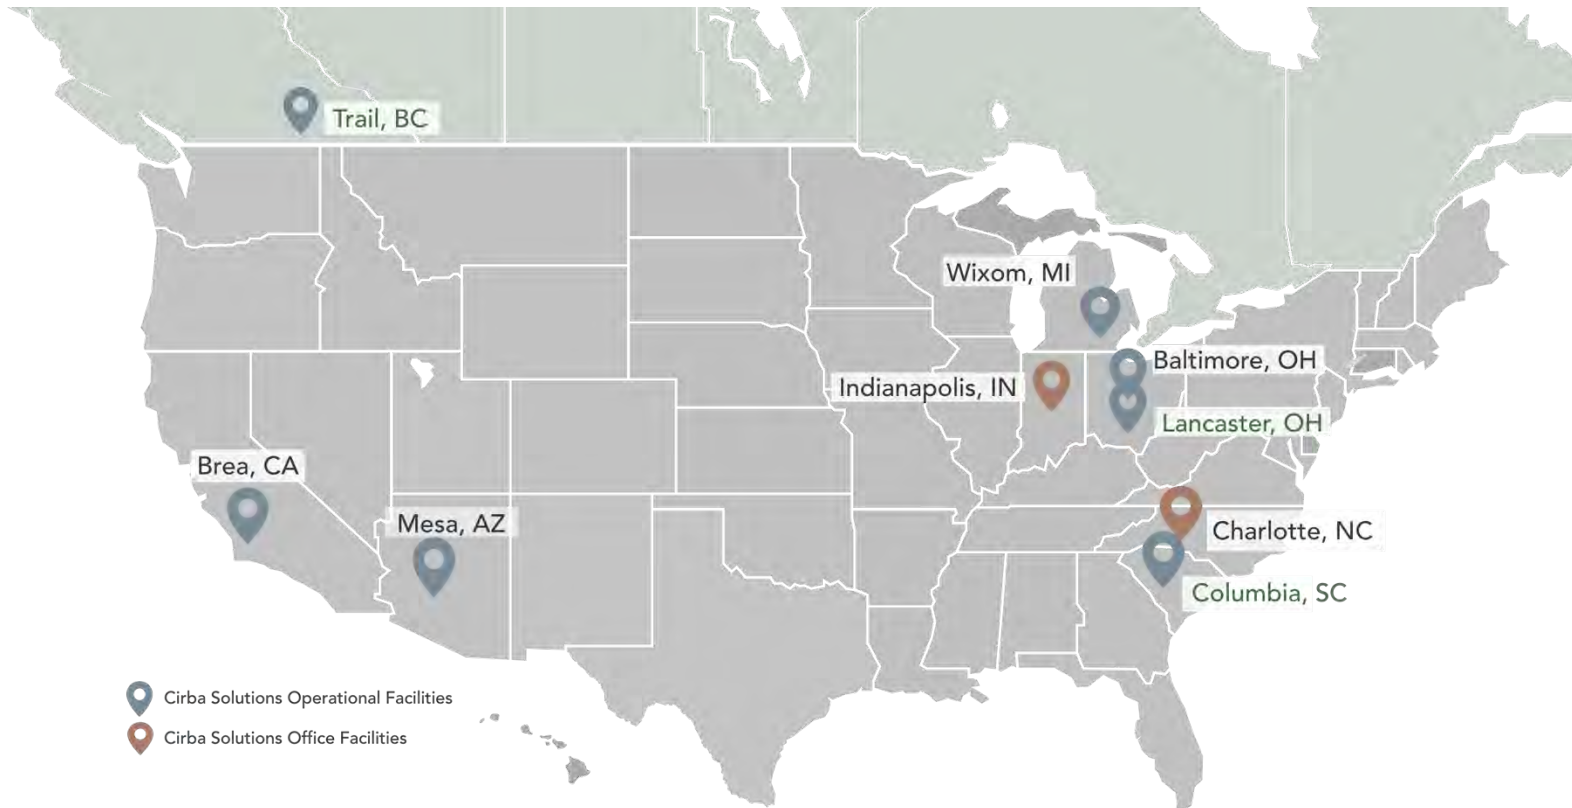 Trail, BC
Wixom, MI
Baltimore, OH
Indianapolis, IN
Lancaster, OH
Brea, CA
Mesa, AZ
Charlotte, NC
Columbia, SC
Cirba Solutions Operational Facilities
Cirba Solutions Office Facilities